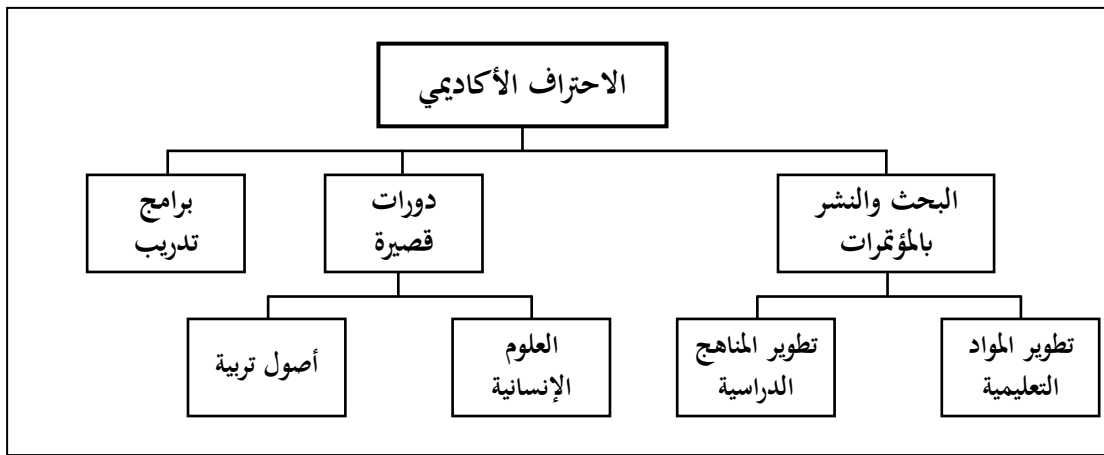 الاحتراف الأكاديمي
البحث والنشر
بالمؤتمرات
دورات
قصيرة
برامج
تدريب
تطوير المواد
التعليمية
تطوير المناهج
الدراسية
العلوم
الإنسانية
أصول تربية